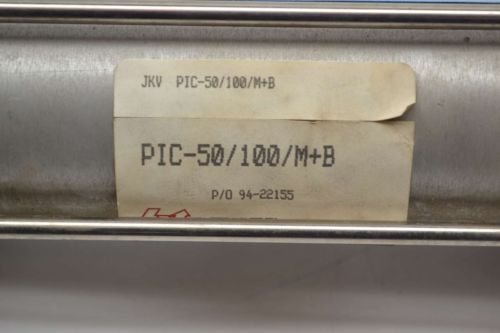 JKV PIC-50/100/M+B
PIC-50/100/M+B
P/O 94-22155